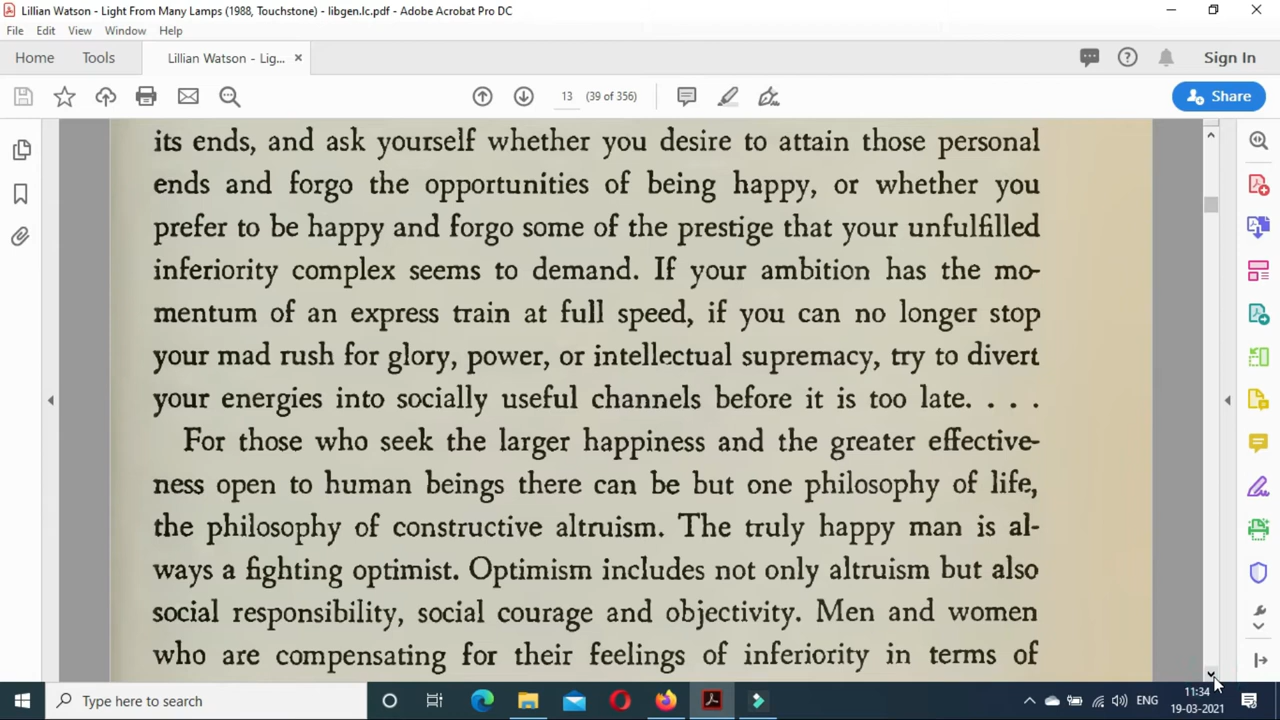 Lillian Watson - Light From Many Lamps (1988, Touchstone) - libgen.lc.pdf - Adobe Acrobat Pro DC
File Edit View Window Help
Home Tools Lillian Watson - Lig... Sign In
13 (39 of 356) Share
its ends, and ask yourself whether you desire to attain those personal
ends and forgo the opportunities of being happy, or whether you
prefer to be happy and forgo some of the prestige that your unfulfilled
inferiority complex seems to demand. If your ambition has the mo-
mentum of an express train at full speed, if you can no longer stop
your mad rush for glory, power, or intellectual supremacy, try to divert
your energies into socially useful channels before it is too late. . . .
For those who seek the larger happiness and the greater effective-
ness open to human beings there can be but one philosophy of life,
the philosophy of constructive altruism. The truly happy man is al-
ways a fighting optimist. Optimism includes not only altruism but also
social responsibility, social courage and objectivity. Men and women
who are compensating for their feelings of inferiority in terms of
Type here to search ENG 11:34
19-03-2021